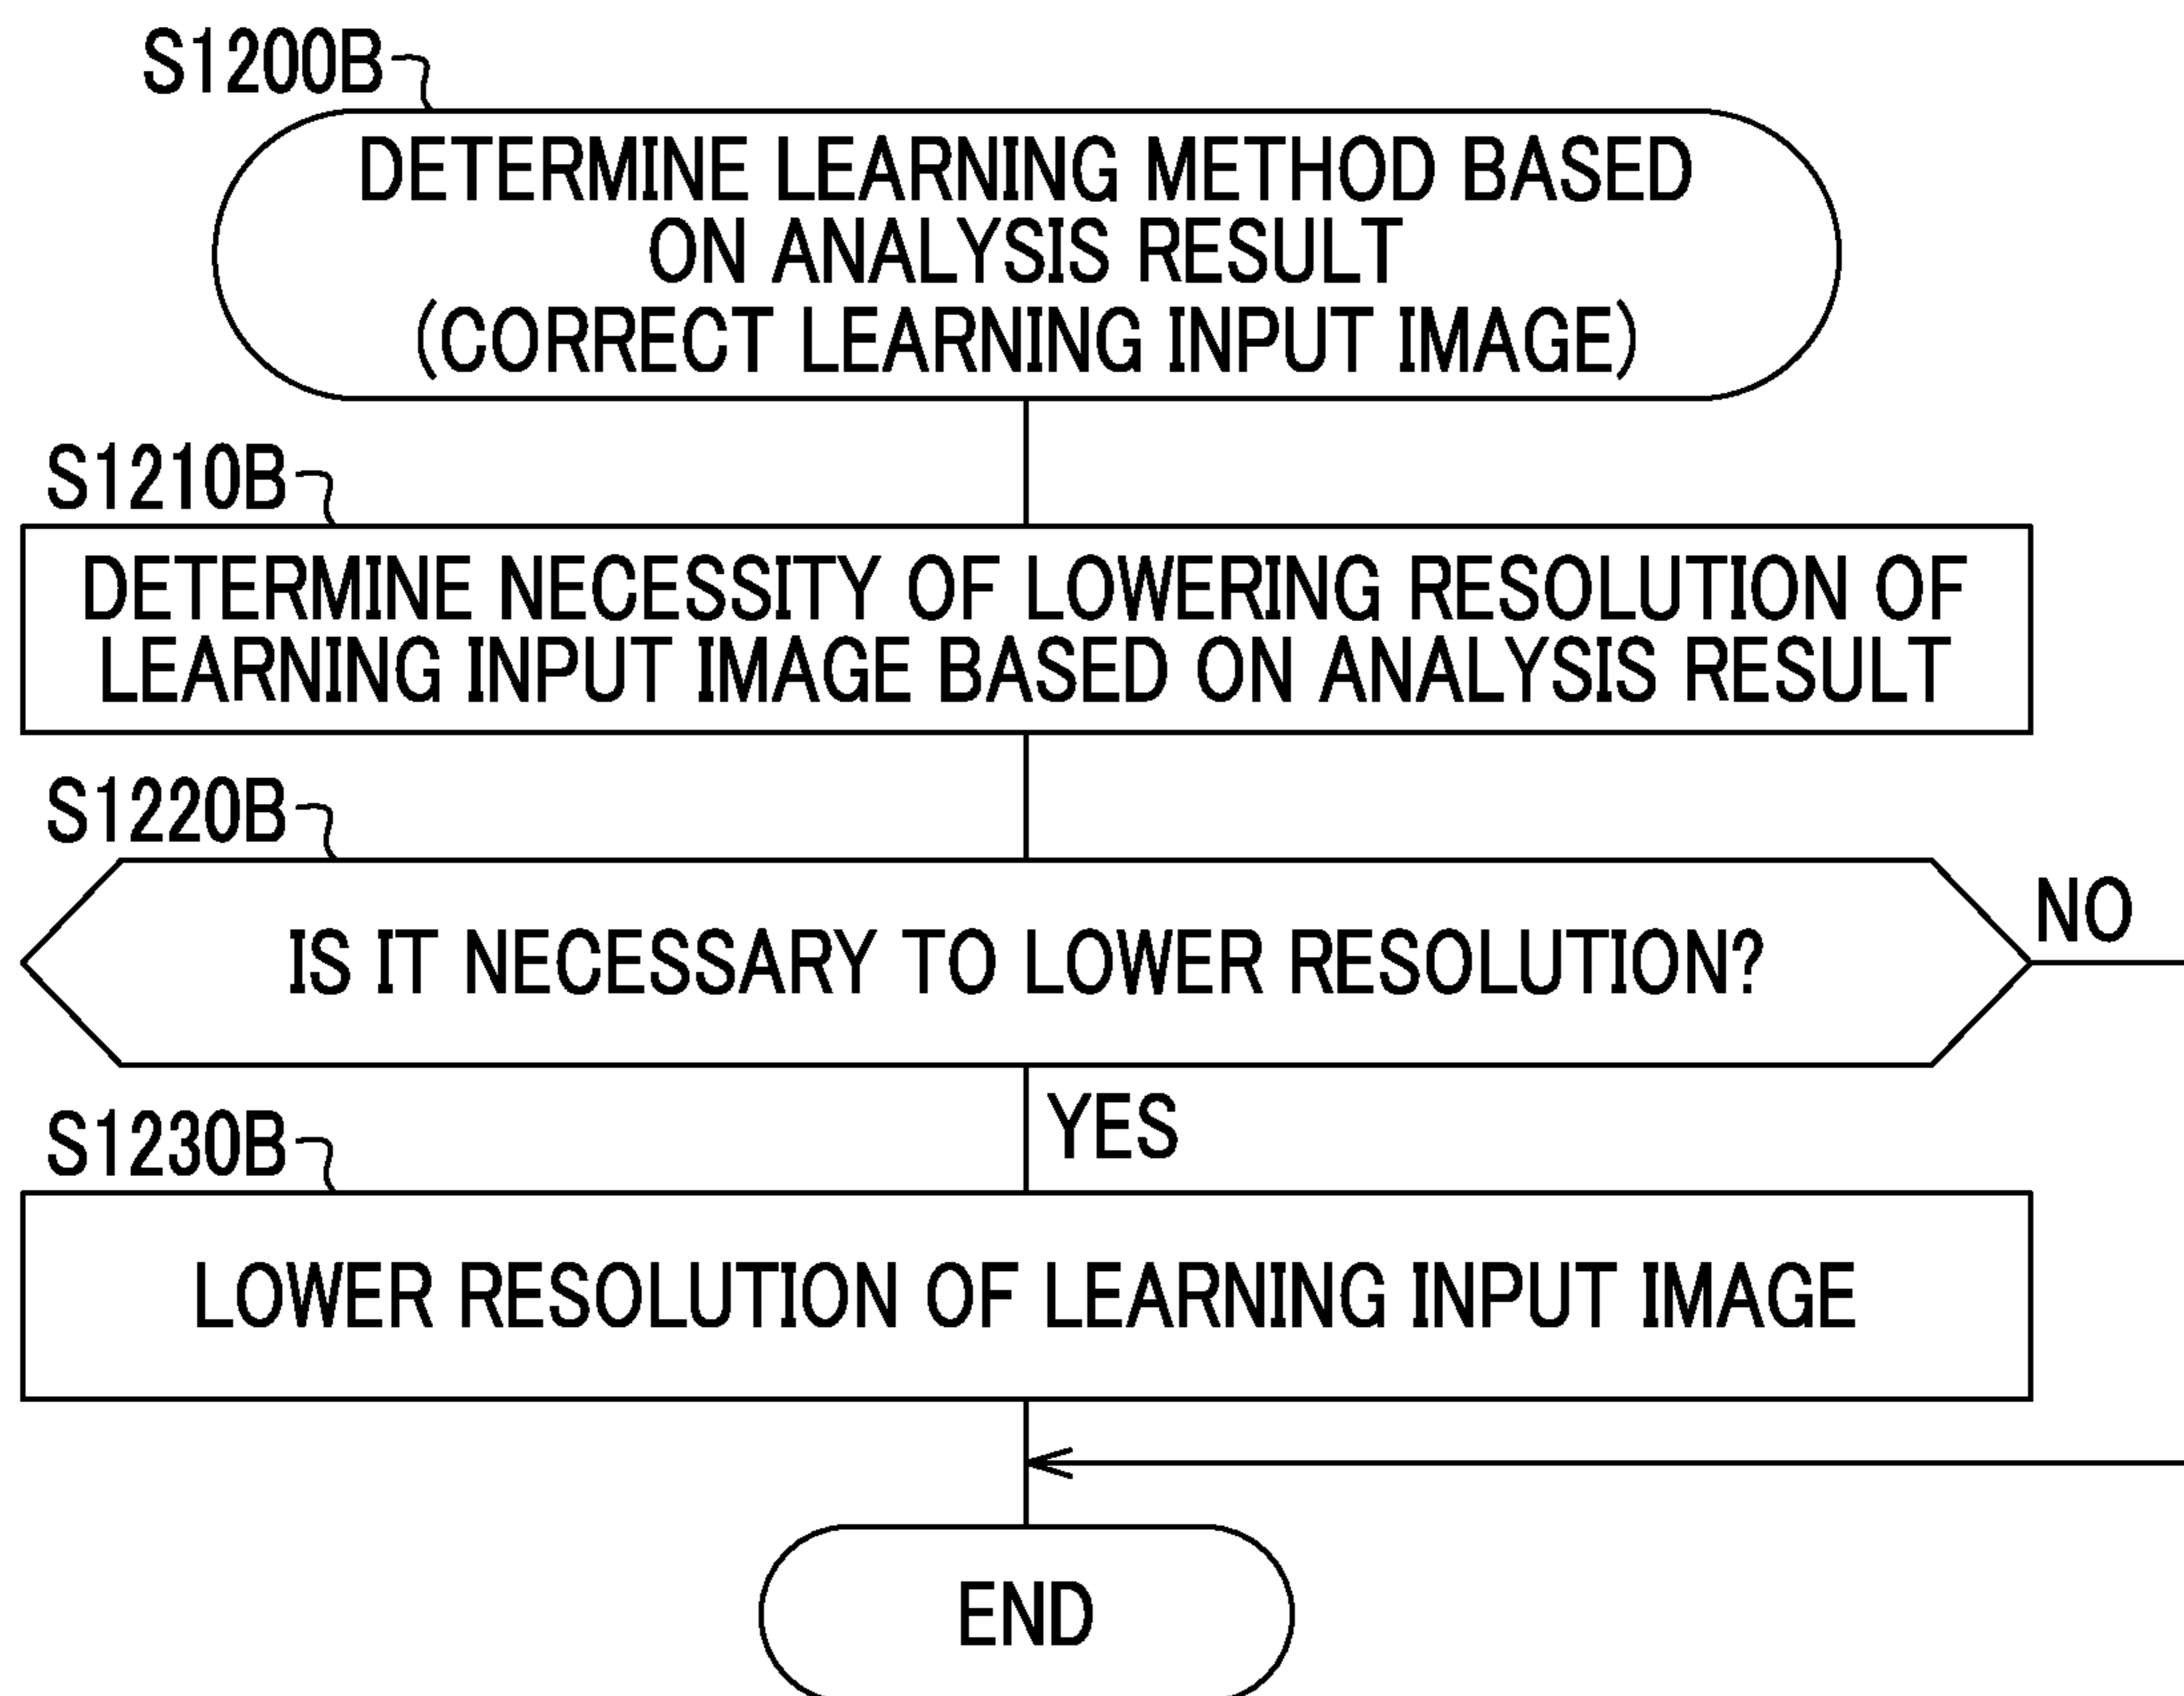 S1200B
DETERMINE LEARNING METHOD BASED
ON ANALYSIS RESULT
(CORRECT LEARNING INPUT IMAGE)
S1210B
DETERMINE NECESSITY OF LOWERING RESOLUTION OF
LEARNING INPUT IMAGE BASED ON ANALYSIS RESULT
S1220B
IS IT NECESSARY TO LOWER RESOLUTION?
NO
YES
S1230B
LOWER RESOLUTION OF LEARNING INPUT IMAGE
END